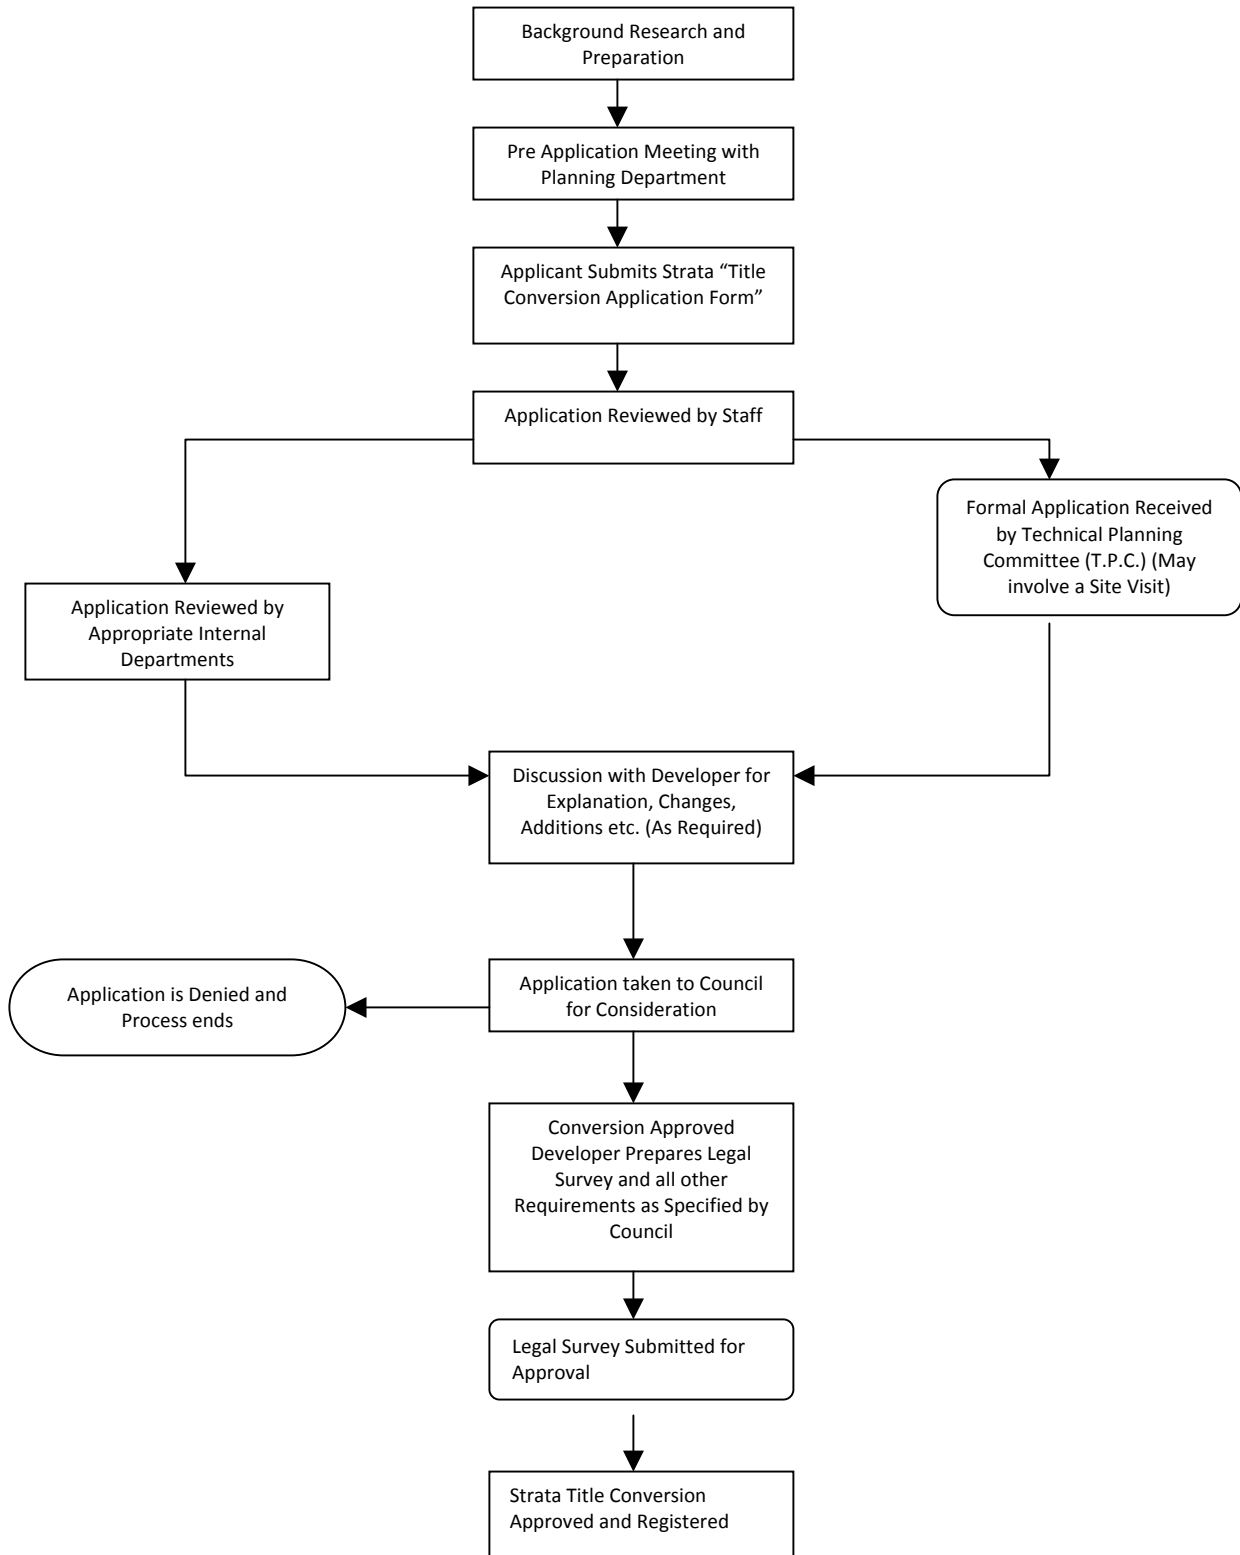 Background Research and
Preparation
Pre Application Meeting with
Planning Department
Applicant Submits Strata “Title
Conversion Application Form”
Application Reviewed by Staff
Formal Application Received
by Technical Planning
Committee (T.P.C.) (May
involve a Site Visit)
Application Reviewed by
Appropriate Internal
Departments
Discussion with Developer for
Explanation, Changes,
Additions etc. (As Required)
Application taken to Council
for Consideration
Application is Denied and
Process ends
Conversion Approved
Developer Prepares Legal
Survey and all other
Requirements as Specified by
Council
Legal Survey Submitted for
Approval
Strata Title Conversion
Approved and Registered